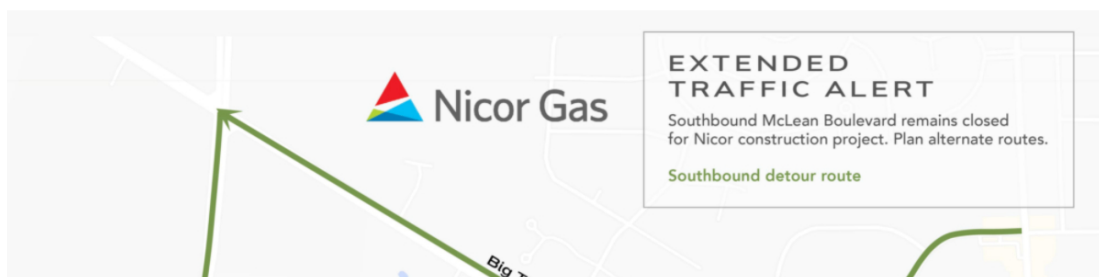 Nicor Gas
EXTENDED
TRAFFIC ALERT
Southbound McLean Boulevard remains closed
for Nicor construction project. Plan alternate routes.
Southbound detour route
Big